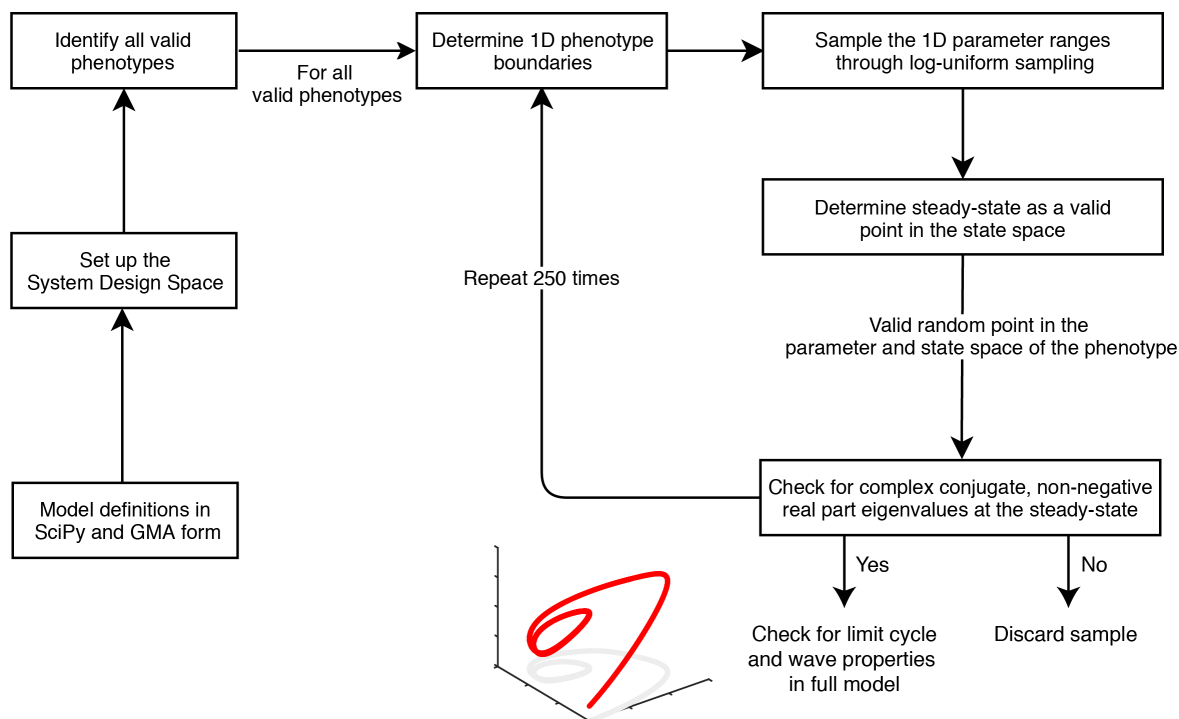 Identify all valid
phenotypes
For all
valid phenotypes
Determine 1D phenotype
boundaries
Sample the 1D parameter ranges
through log-uniform sampling
Determine steady-state as a valid
point in the state space
Set up the
System Design Space
Repeat 250 times
Valid random point in the
parameter and state space of the phenotype
Model definitions in
SciPy and GMA form
Check for complex conjugate, non-negative
real part eigenvalues at the steady-state
Yes
No
Check for limit cycle
and wave properties
in full model
Discard sample